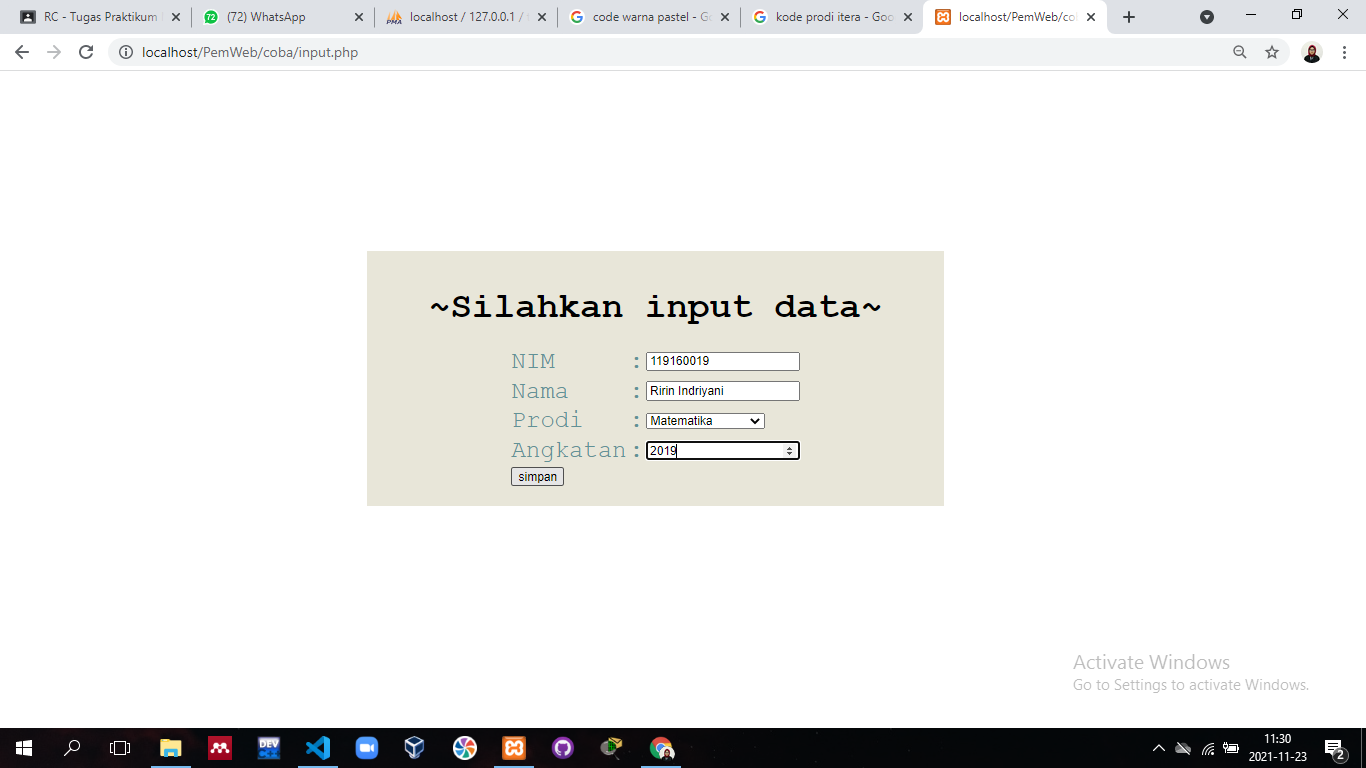 RC - Tugas Praktikum
(72) WhatsApp
localhost / 127.0.0.1 /
code warna pastel - Go
kode prodi itera - Goo
localhost/PemWeb/cob
localhost/PemWeb/coba/input.php
~Silahkan input data~
NIM : 119160019
Nama : Ririn Indriyani
Prodi : Matematika
Angkatan : 2019
simpan
Activate Windows
Go to Settings to activate Windows.
11:30
2021-11-23
2